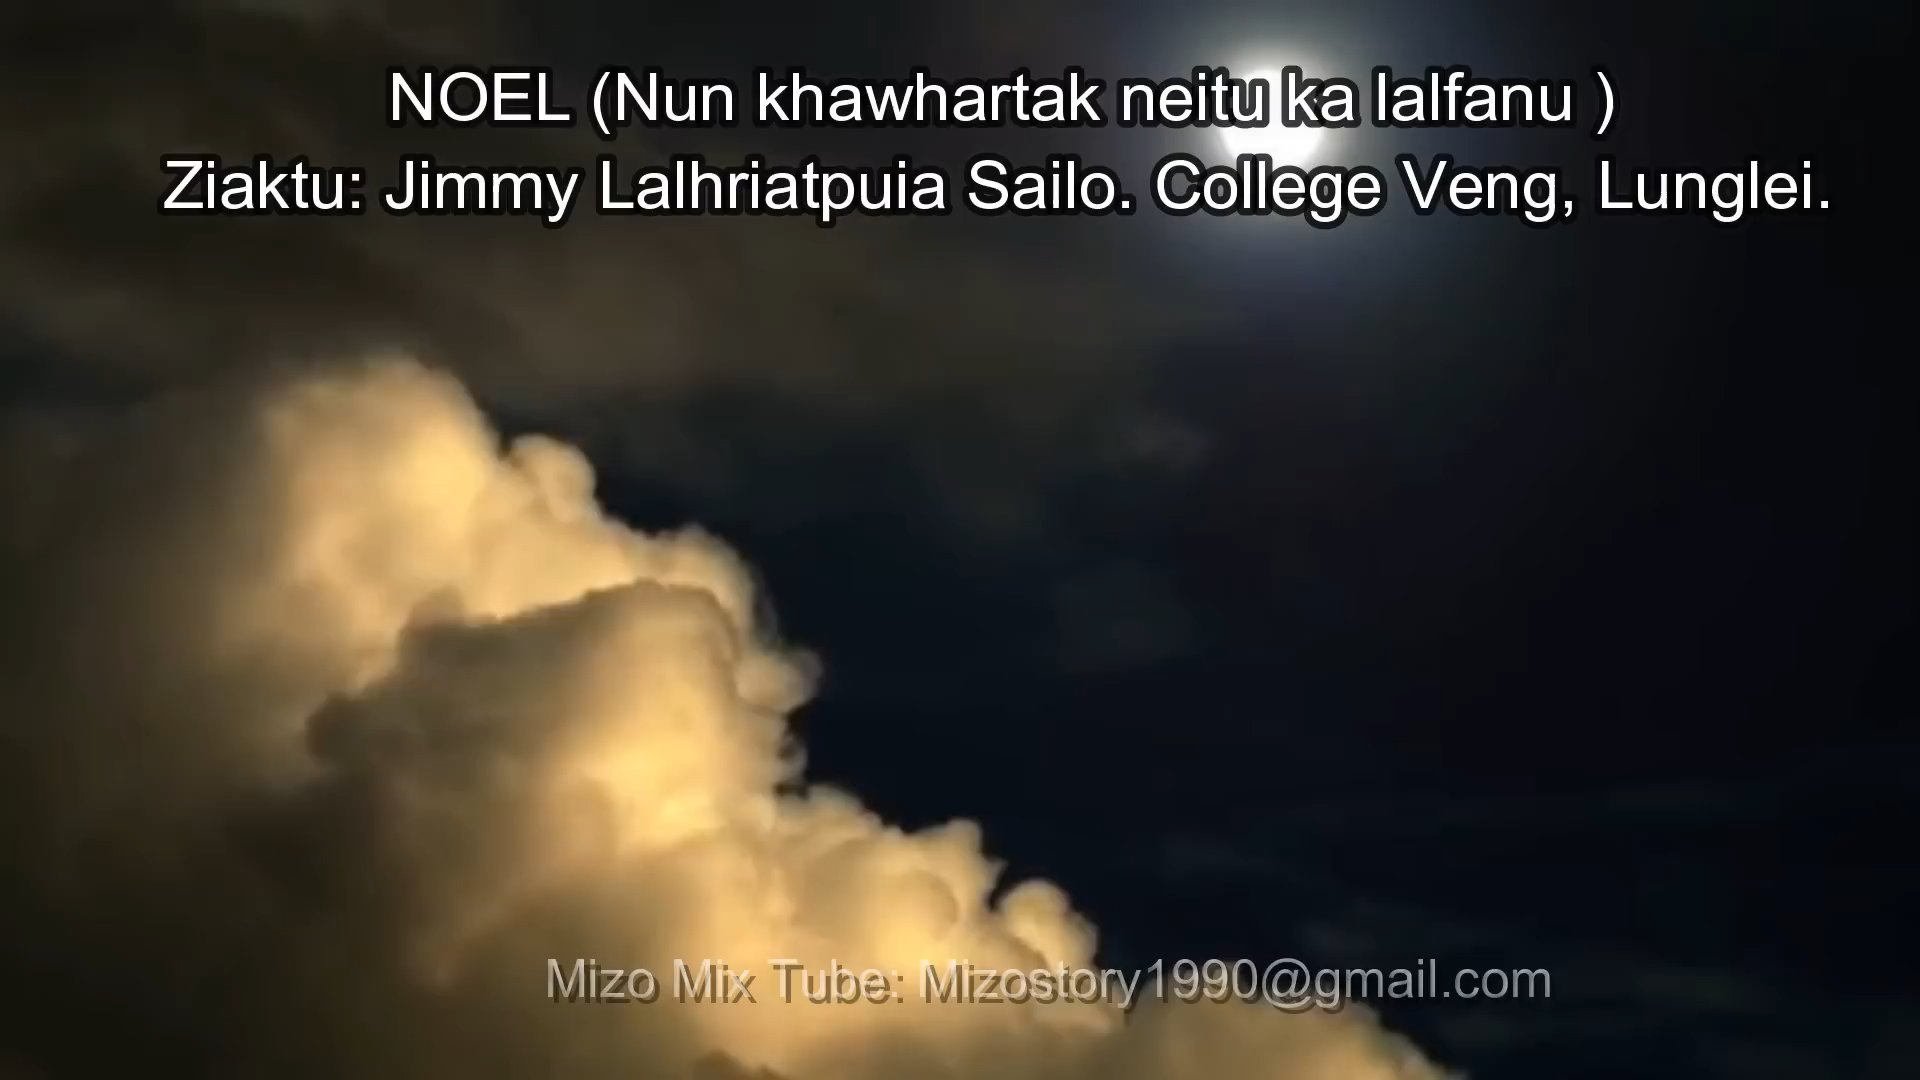 NOEL (Nun khawhartak neitu ka lalfanu )
Ziaktu: Jimmy Lalhriatpuia Sailo. College Veng, Lunglei.
Mizo Mix Tube: Mizostory1990@gmail.com